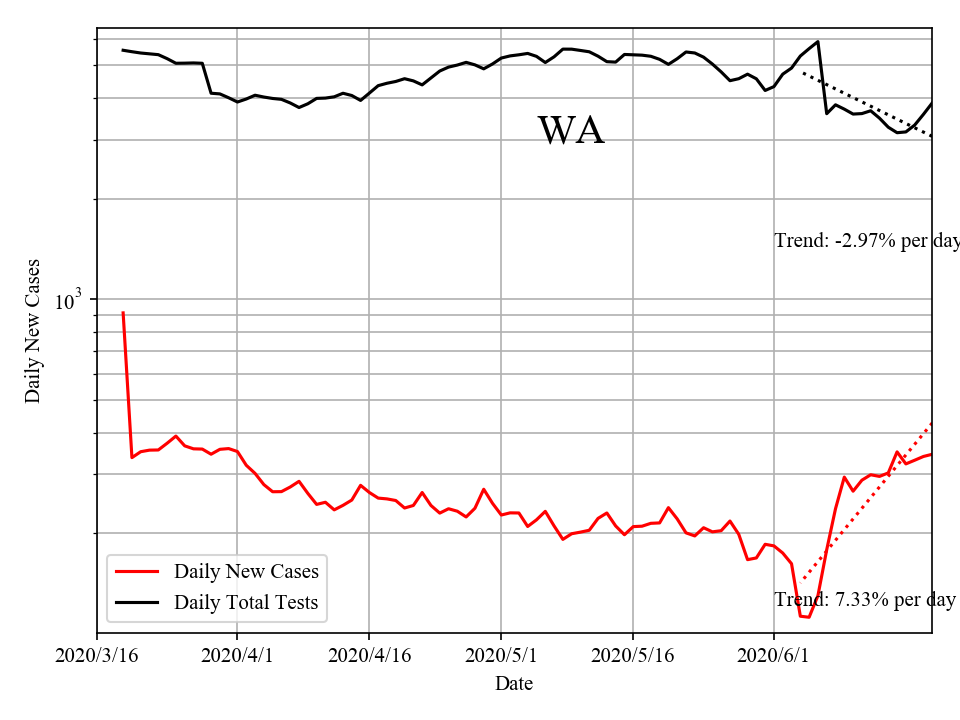 WA
Trend: -2.97% per day
Daily New Cases
10^3
Daily New Cases
Daily Total Tests
Trend: 7.33% per day
2020/3/16 2020/4/1 2020/4/16 2020/5/1 2020/5/16 2020/6/1
Date